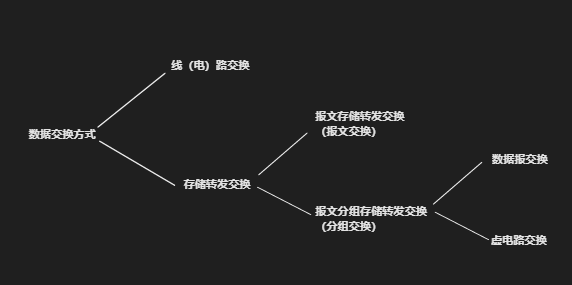 线（电）路交换
报文存储转发交换
(报文交换)
数据交换方式
数据报交换
存储转发交换
报文分组存储转发交换
(分组交换)
虚电路交换